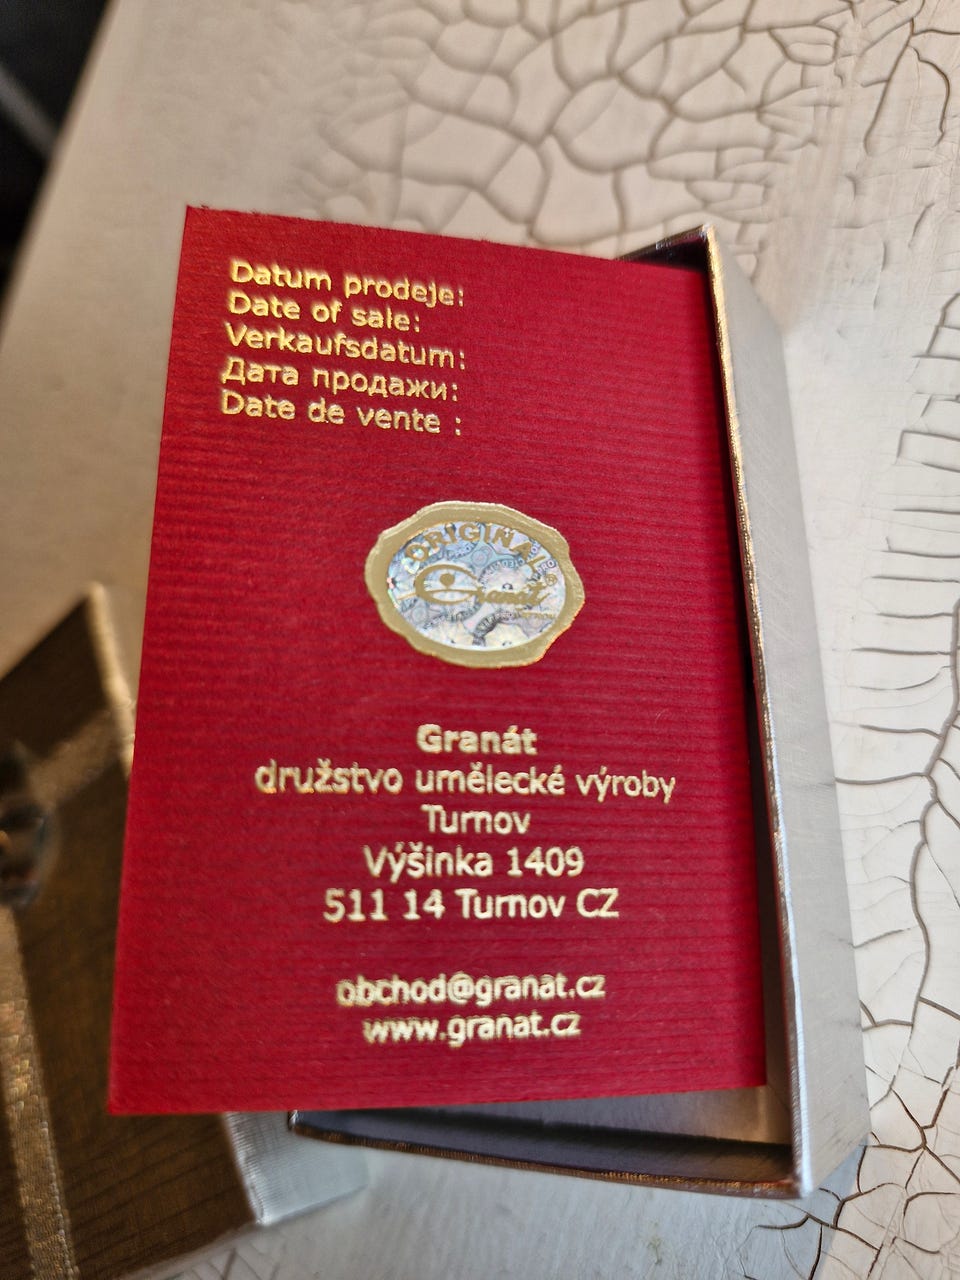 Datum prodeje:
Date of sale:
Verkaufsdatum:
Дата продажи:
Date de vente :
ORIGINAL
Granát
Granát
družstvo umělecké výroby
Turnov
Výšinka 1409
511 14 Turnov CZ
obchod@granat.cz
www.granat.cz